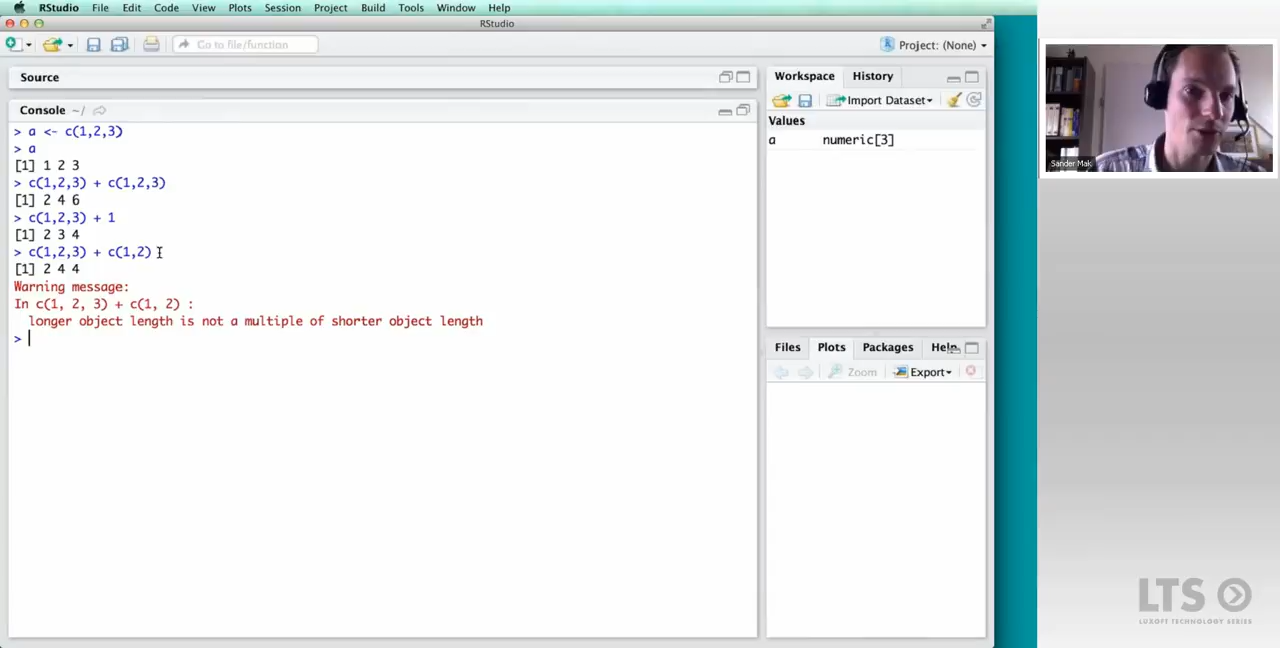 RStudio File Edit Code View Plots Session Project Build Tools Window Help
RStudio
Go to file/function
Project: (None)
Source
Console ~/
> a <- c(1,2,3)
> a
[1] 1 2 3
> c(1,2,3) + c(1,2,3)
[1] 2 4 6
> c(1,2,3) + 1
[1] 2 3 4
> c(1,2,3) + c(1,2)
[1] 2 4 4
Warning message:
In c(1, 2, 3) + c(1, 2) :
longer object length is not a multiple of shorter object length
>
Workspace History
Import Dataset
Values
a numeric[3]
Files Plots Packages Help
Zoom Export
Sander Mak
LTS
LUXOFT TECHNOLOGY SERIES